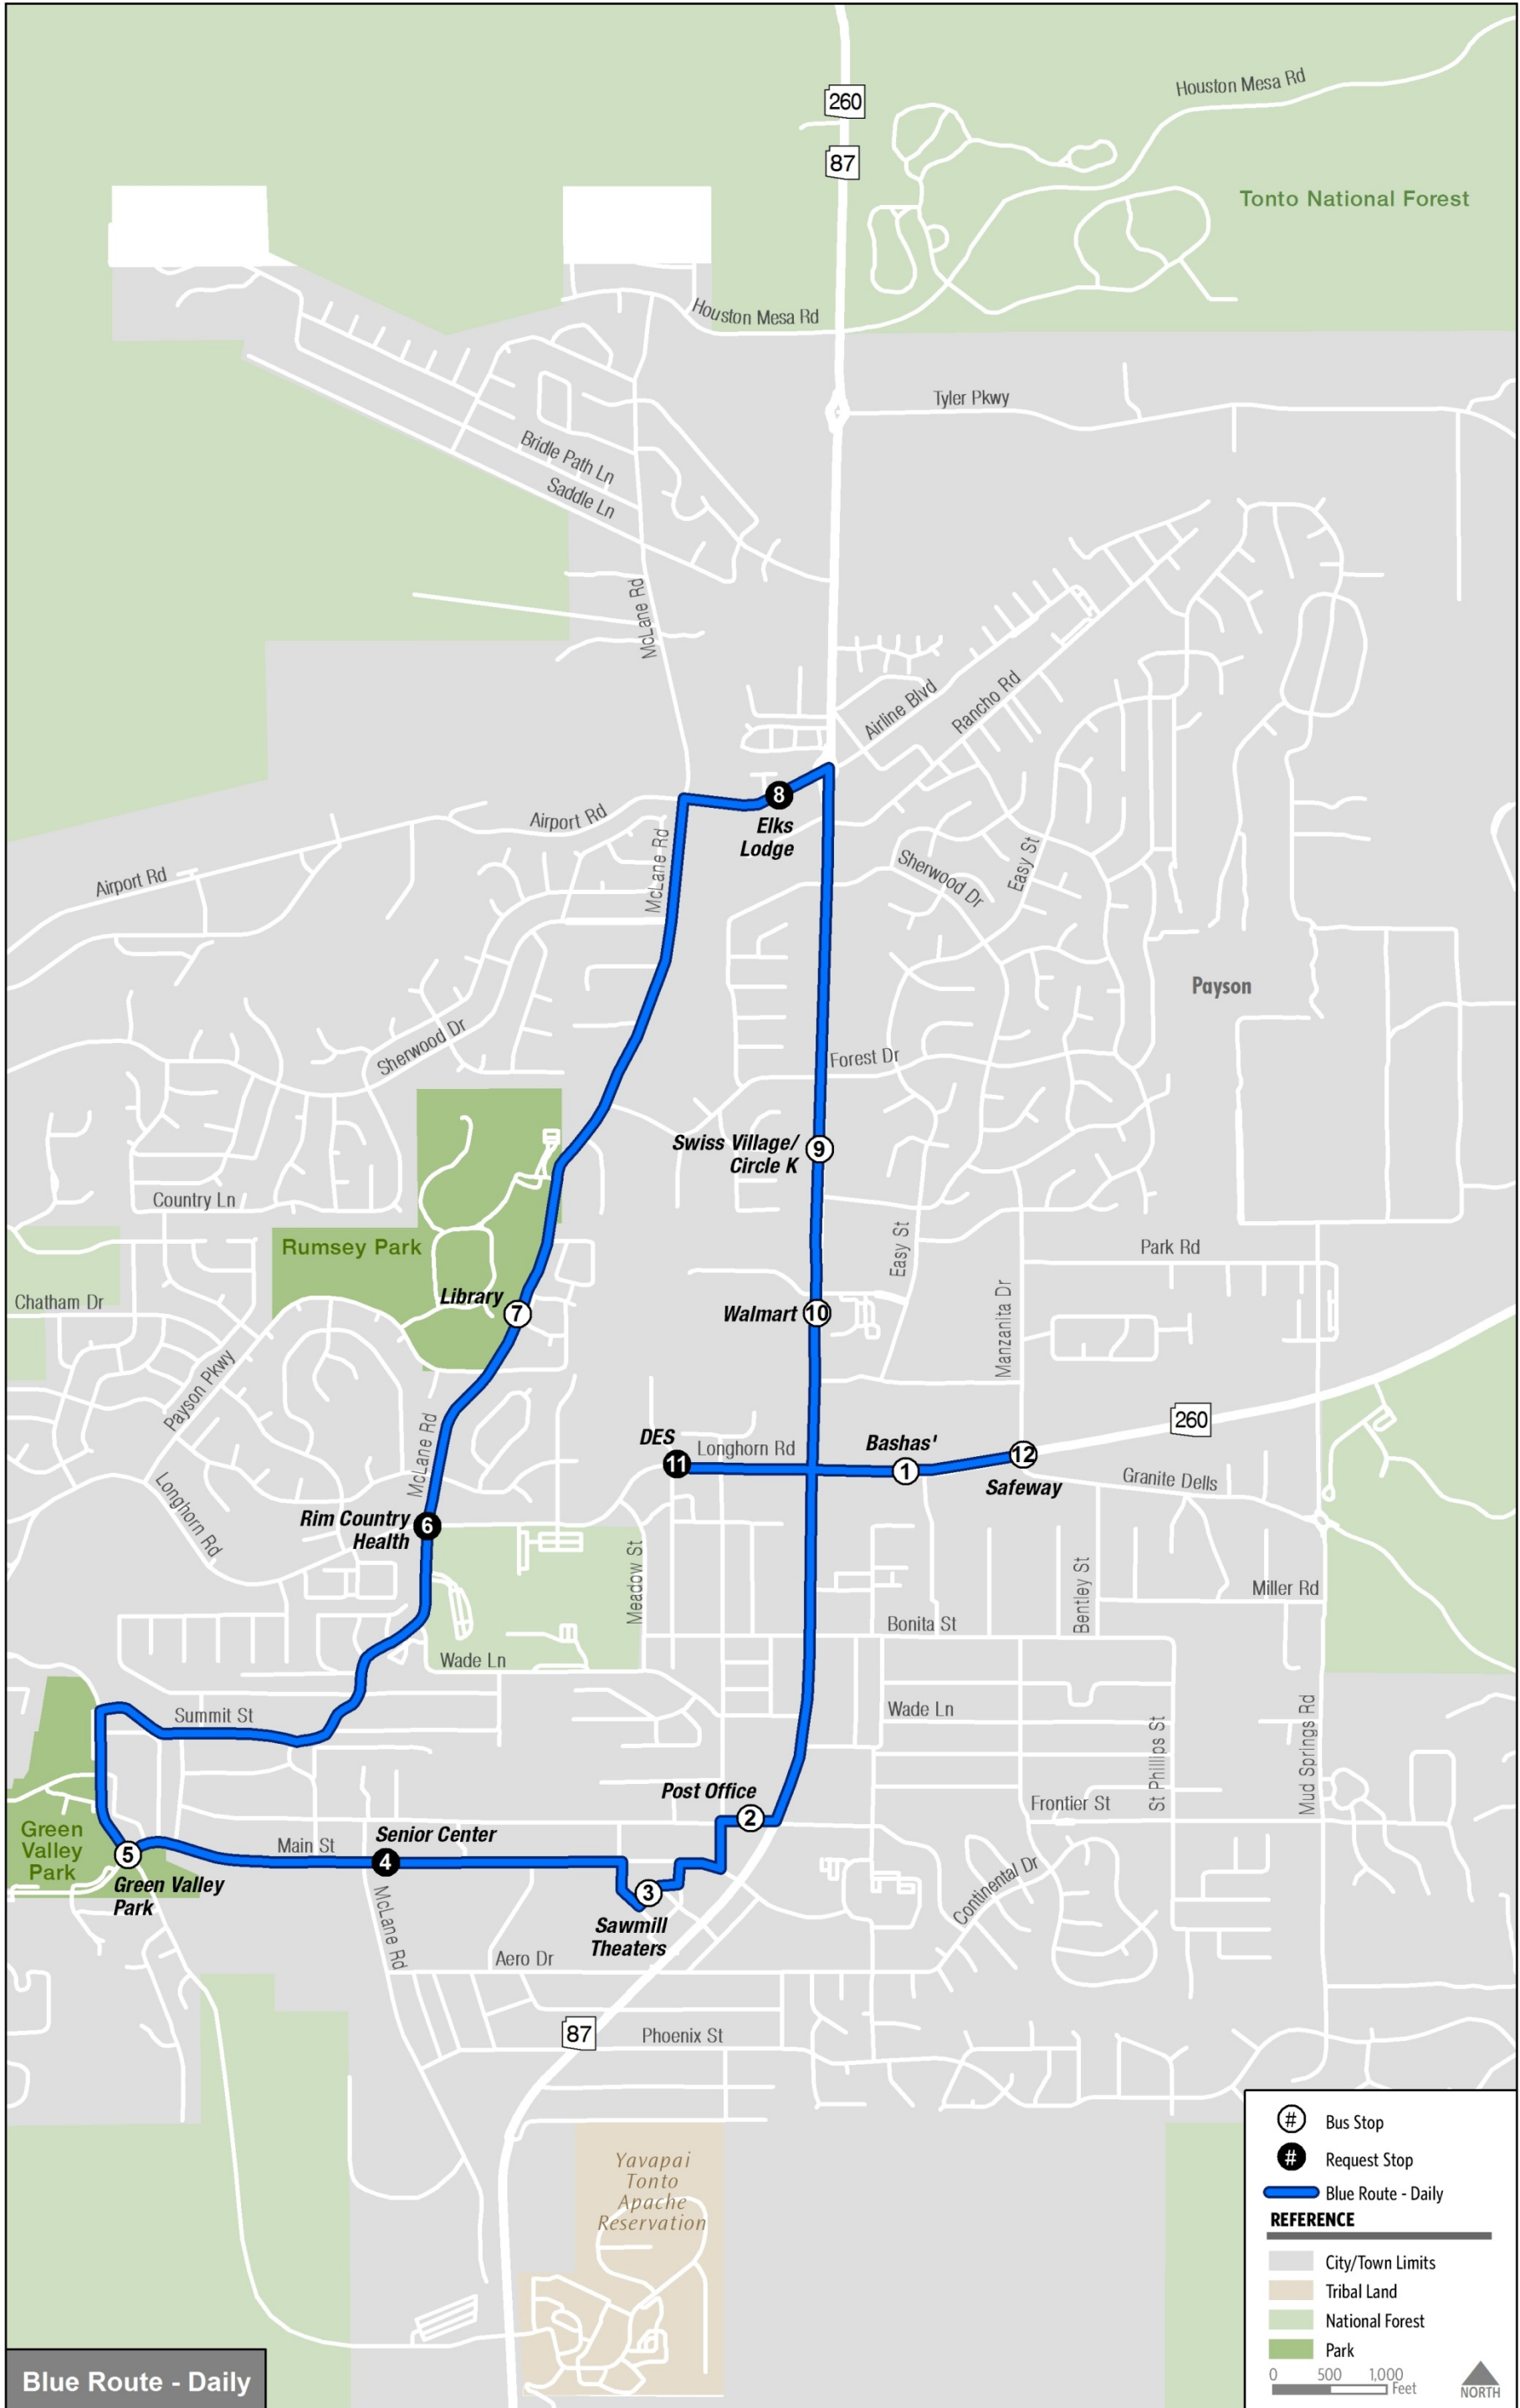 260
Houston Mesa Rd
87
Tonto National Forest
Houston Mesa Rd
Tyler Pkwy
Bridle Path Ln
Saddle Ln
McLane Rd
Airline Blvd
Rancho Rd
8
Elks
Lodge
Airport Rd
McLane Rd
Airport Rd
Sherwood Dr
Easy St
Payson
Sherwood Dr
Forest Dr
Swiss Village/
Circle K
9
Country Ln
Rumsey Park
Easy St
Park Rd
Library
7
Chatham Dr
Walmart
10
Manzanita Dr
Payson Pkwy
McLane Rd
260
DES
11
Longhorn Rd
Bashas'
1
12
Safeway
Granite Dells
Longhorn Rd
Rim Country
Health
6
Meadow St
Bentley St
Miller Rd
Bonita St
Wade Ln
Summit St
Wade Ln
St Phillips St
Mud Springs Rd
Post Office
2
Frontier St
Green
Valley
Park
5
Green Valley
Park
Main St
Senior Center
4
McLane Rd
3
Sawmill
Theaters
Continental Dr
Aero Dr
87
Phoenix St
Yavapai
Tonto
Apache
Reservation
# Bus Stop
# Request Stop
Blue Route - Daily
REFERENCE
City/Town Limits
Tribal Land
National Forest
Park
0 500 1,000
Feet
NORTH
Blue Route - Daily